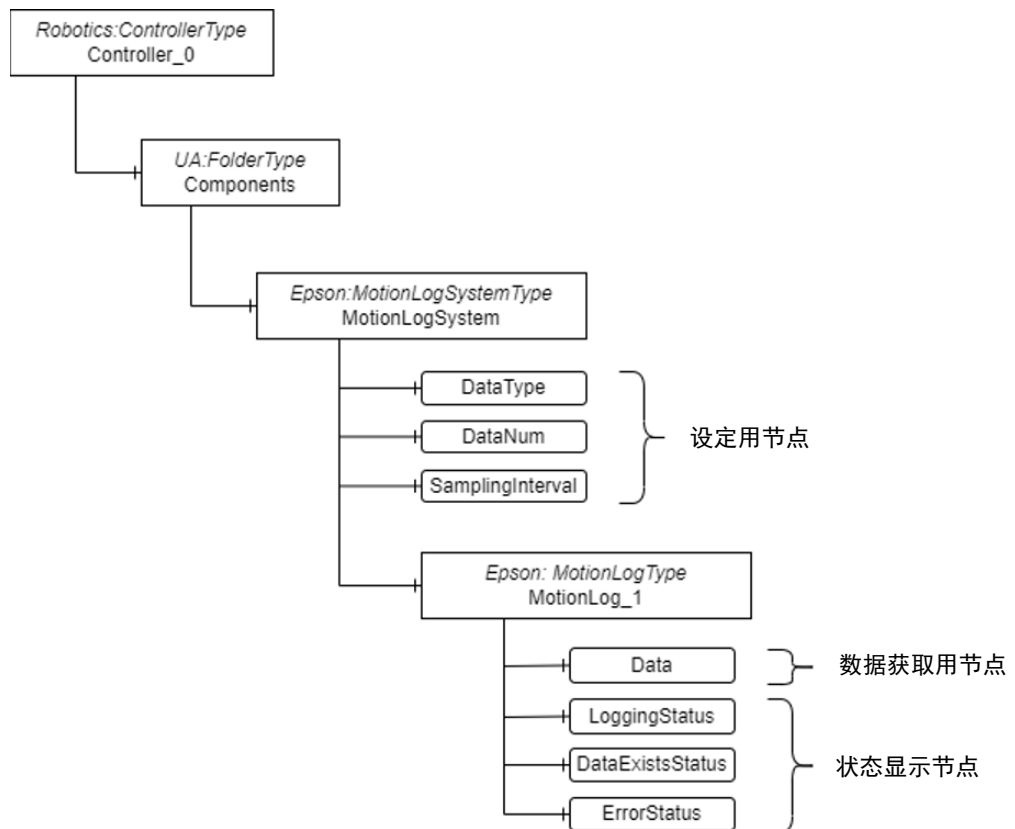 Robotics:ControllerType
Controller_0
UA:FolderType
Components
Epson:MotionLogSystemType
MotionLogSystem
DataType
DataNum
设定用节点
SamplingInterval
Epson: MotionLogType
MotionLog_1
Data
数据获取用节点
LoggingStatus
DataExistsStatus
状态显示节点
ErrorStatus